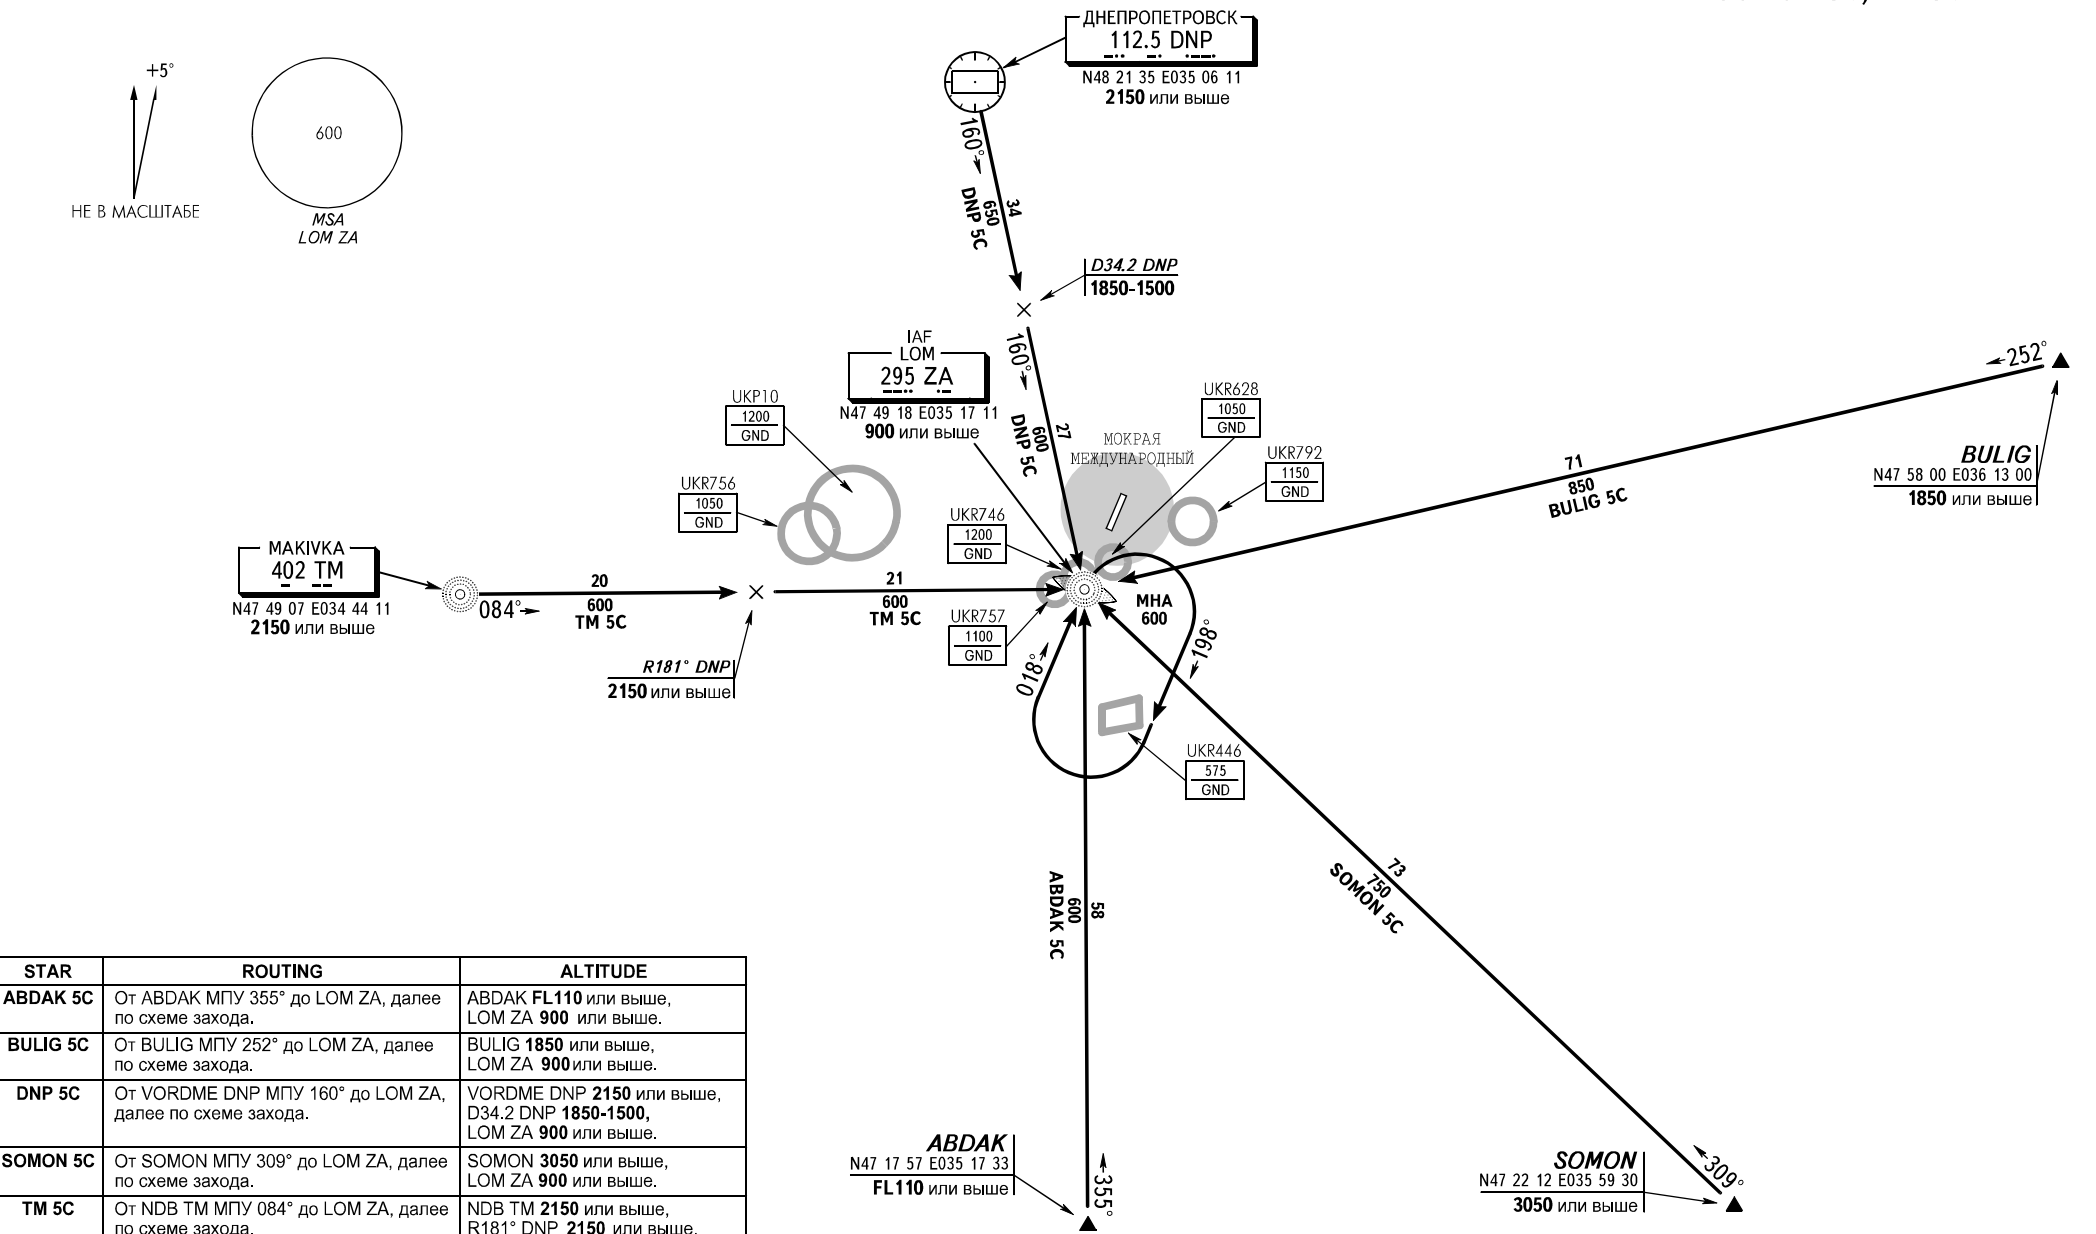 +5°
НЕ В МАСШТАБЕ
600
MSA
LOM ZA
ДНЕПРОПЕТРОВСК
112.5 DNP
N48 21 35 E035 06 11
2150 или выше
160°
34
650
DNP 5C
D34.2 DNP
1850-1500
160°
27
600
DNP 5C
IAF
LOM
295 ZA
N47 49 18 E035 17 11
900 или выше
UKP10
1200
GND
UKR756
1050
GND
UKR628
1050
GND
МОКРАЯ
МЕЖДУНАРОДНЫЙ
UKR792
1150
GND
UKR746
1200
GND
UKR757
1100
GND
252°
BULIG
N47 58 00 E036 13 00
1850 или выше
71
850
BULIG 5C
MAKIVKA
402 TM
N47 49 07 E034 44 11
2150 или выше
084°
20
600
TM 5C
21
600
TM 5C
R181° DNP
2150 или выше
MHA
600
018°
198°
UKR446
575
GND
58
600
ABDAK 5C
73
750
SOMON 5C
ABDAK
N47 17 57 E035 17 33
FL110 или выше
355°
SOMON
N47 22 12 E035 59 30
3050 или выше
309°
STAR ROUTING ALTITUDE
ABDAK 5C От ABDAK МПУ 355° до LOM ZA, далее ABDAK FL110 или выше,
по схеме захода. LOM ZA 900 или выше.
BULIG 5C От BULIG МПУ 252° до LOM ZA, далее BULIG 1850 или выше,
по схеме захода. LOM ZA 900 или выше.
DNP 5C От VORDME DNP МПУ 160° до LOM ZA, VORDME DNP 2150 или выше,
далее по схеме захода. D34.2 DNP 1850-1500,
LOM ZA 900 или выше.
SOMON 5C От SOMON МПУ 309° до LOM ZA, далее SOMON 3050 или выше,
по схеме захода. LOM ZA 900 или выше.
TM 5C От NDB TM МПУ 084° до LOM ZA, далее NDB TM 2150 или выше,
по схеме захода. R181° DNP 2150 или выше,